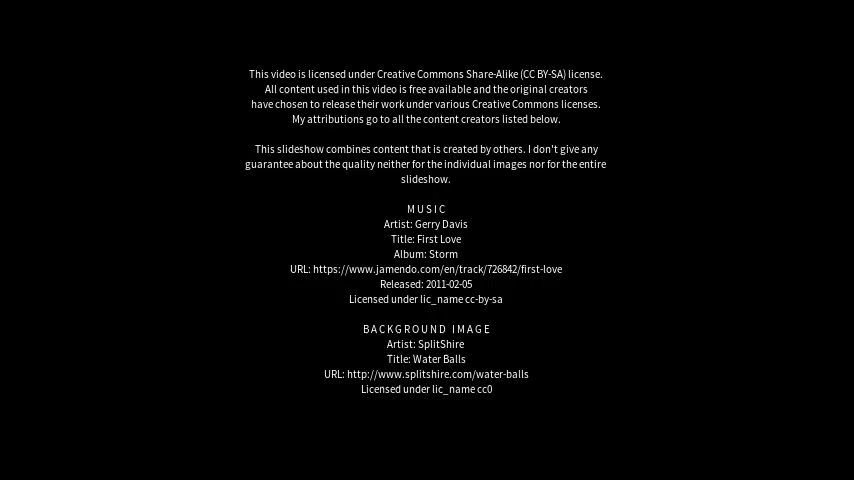 This video is licensed under Creative Commons Share-Alike (CC BY-SA) license.
All content used in this video is free available and the original creators
have chosen to release their work under various Creative Commons licenses.
My attributions go to all the content creators listed below.
This slideshow combines content that is created by others. I don't give any
guarantee about the quality neither for the individual images nor for the entire
slideshow.
MUSIC
Artist: Gerry Davis
Title: First Love
Album: Storm
URL: https://www.jamendo.com/en/track/726842/first-love
Released: 2011-02-05
Licensed under lic_name cc-by-sa
BACKGROUND IMAGE
Artist: SplitShire
Title: Water Balls
URL: http://www.splitshire.com/water-balls
Licensed under lic_name cc0